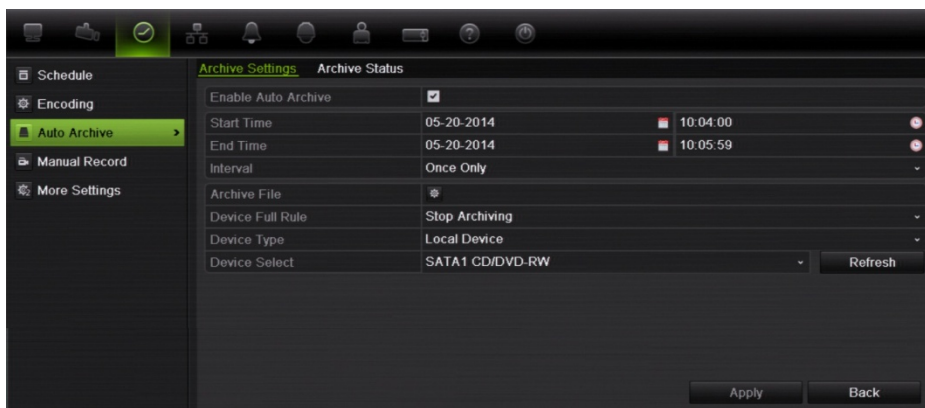 Archive Settings Archive Status
Schedule
Encoding
Auto Archive
Manual Record
More Settings
Enable Auto Archive
Start Time 05-20-2014 10:04:00
End Time 05-20-2014 10:05:59
Interval Once Only
Archive File
Device Full Rule Stop Archiving
Device Type Local Device
Device Select SATA1 CD/DVD-RW Refresh
Apply Back